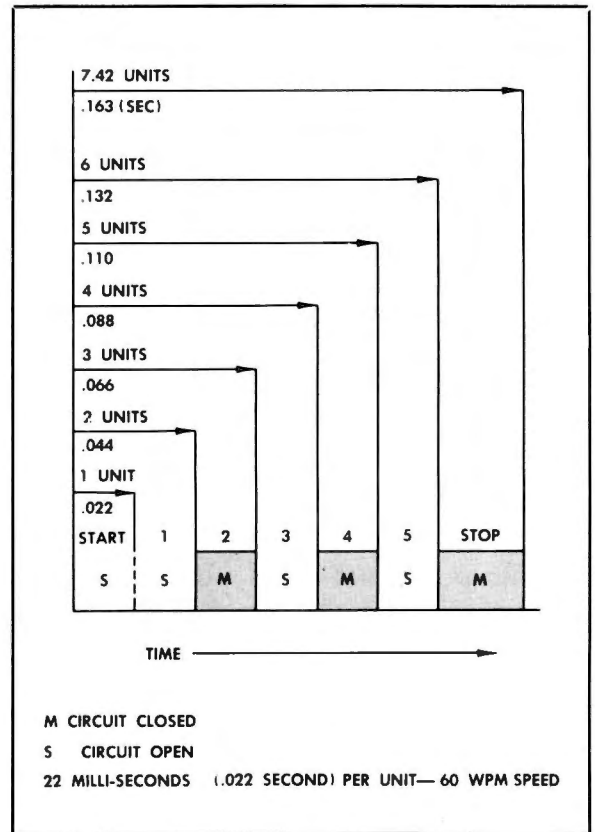 7.42 UNITS
.163 (SEC)
6 UNITS
.132
5 UNITS
.110
4 UNITS
.088
3 UNITS
.066
2 UNITS
.044
1 UNIT
.022
START 1 2 3 4 5 STOP
S S M S M S M
TIME
M CIRCUIT CLOSED
S CIRCUIT OPEN
22 MILLI-SECONDS (.022 SECOND) PER UNIT— 60 WPM SPEED